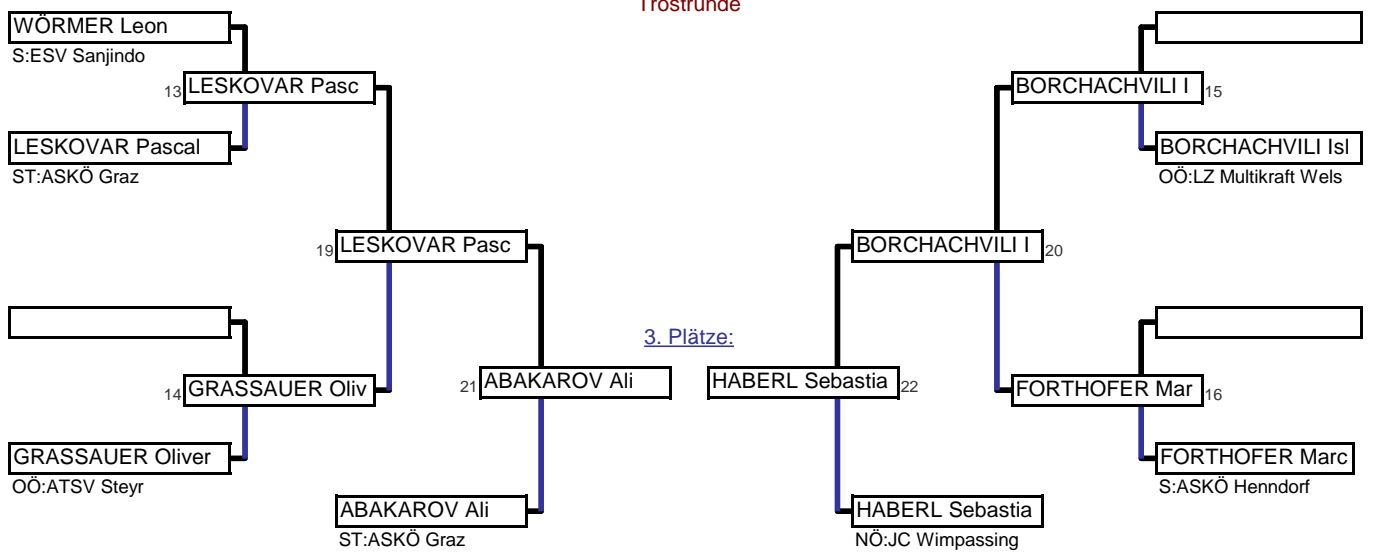 Trostrunde
WÖRMER Leon
S:ESV Sanjindo
13 LESKOVAR Pasc
BORCHACHVILI I 15
LESKOVAR Pascal
ST:ASKÖ Graz
BORCHACHVILI Isl
OÖ:LZ Multikraft Wels
19 LESKOVAR Pasc
BORCHACHVILI I 20
3. Plätze:
14 GRASSAUER Oliv
21 ABAKAROV Ali
HABERL Sebastia 22
FORTHOFER Mar 16
GRASSAUER Oliver
OÖ:ATSV Steyr
FORTHOFER Marc
S:ASKÖ Henndorf
ABAKAROV Ali
ST:ASKÖ Graz
HABERL Sebastia
NÖ:JC Wimpassing